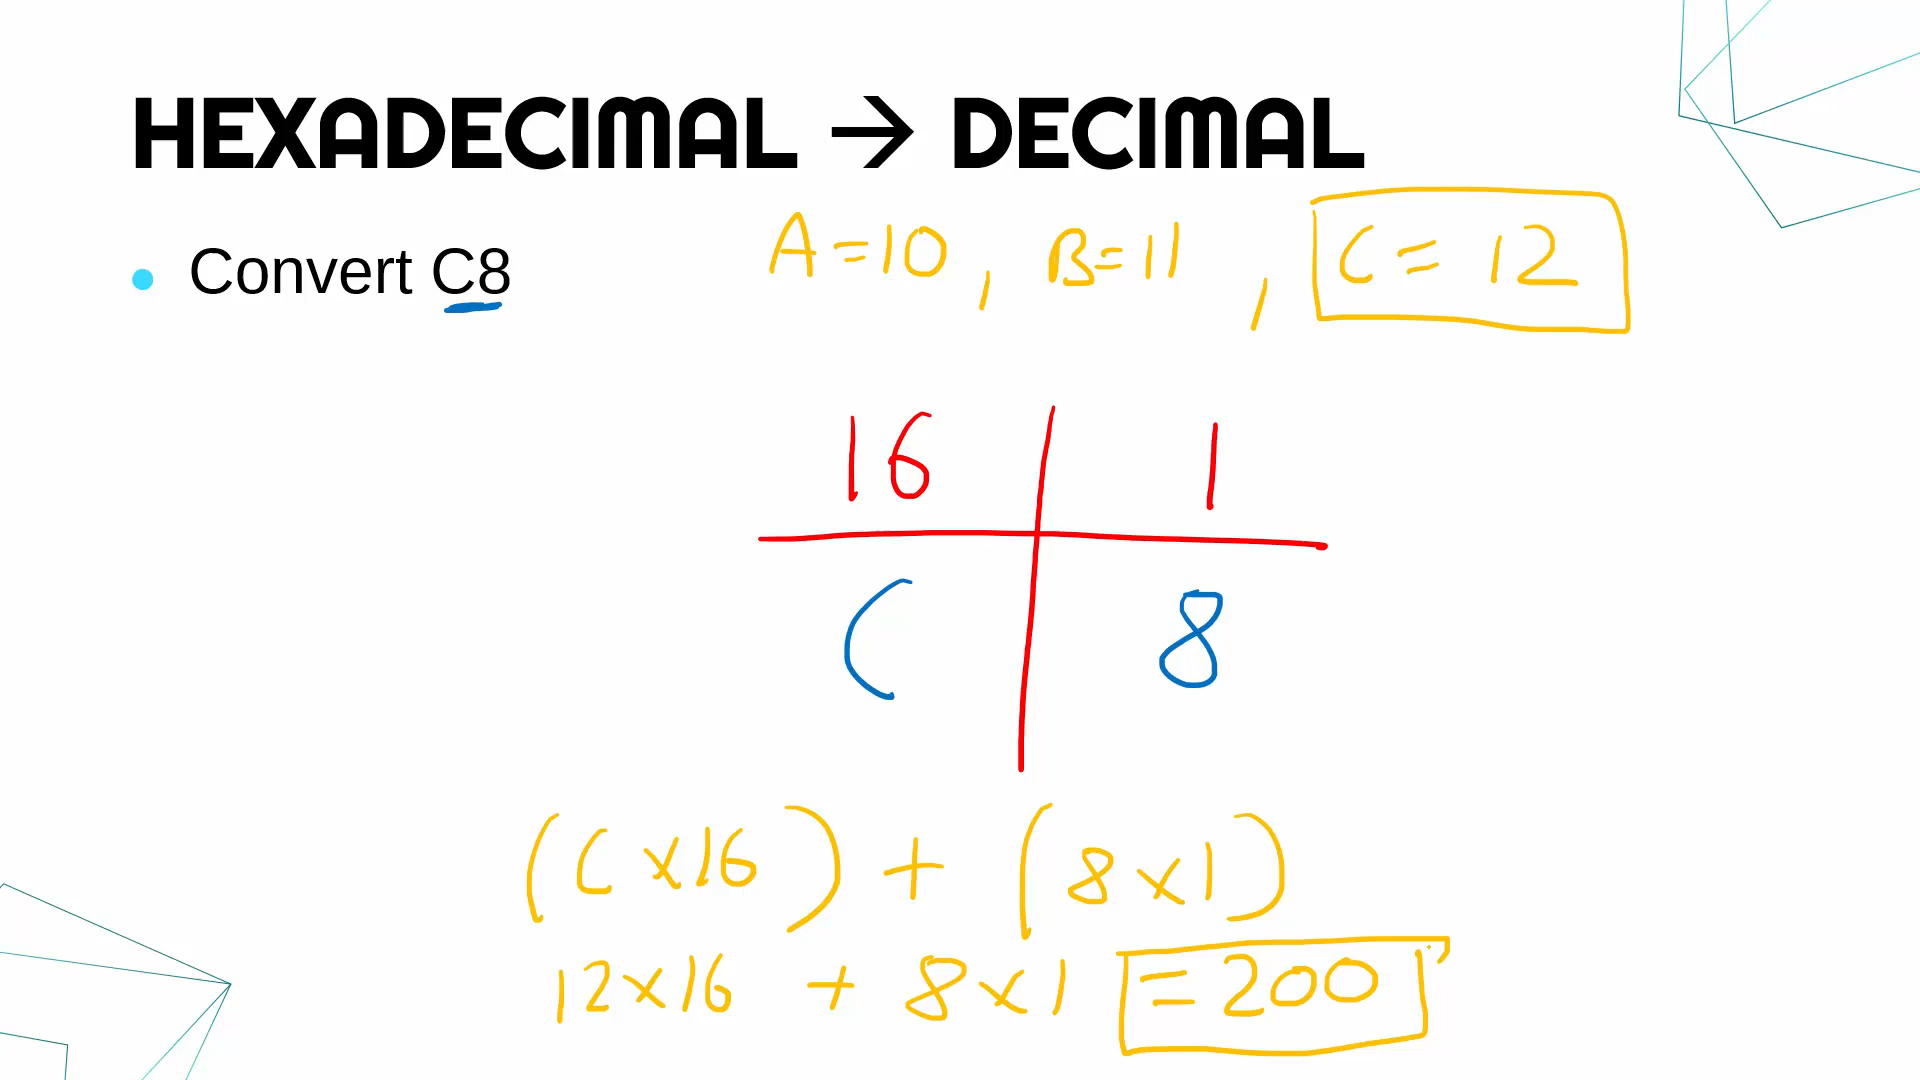 HEXADECIMAL → DECIMAL
Convert C8
A=10, B=11, C=12
16 1
C 8
(C×16) + (8×1)
12×16 + 8×1 =200